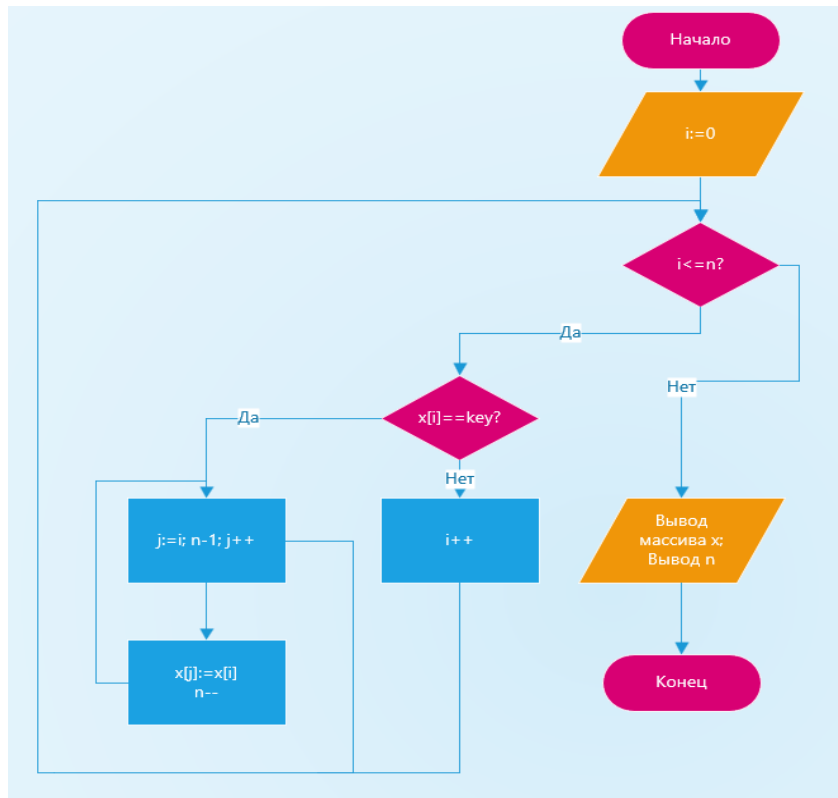 Начало
i:=0
i<=n?
Да
Нет
x[i]==key?
Да
Нет
j:=i; n-1; j++
i++
Вывод
массива x;
Вывод n
x[j]:=x[i]
n--
Конец